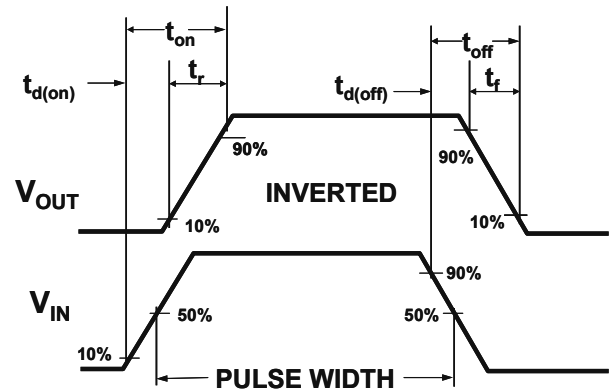 t_on t_off
t_d(on) t_r t_d(off) t_f
90% 90%
V_OUT INVERTED
10% 10%
90%
V_IN 50% 50%
10%
PULSE WIDTH